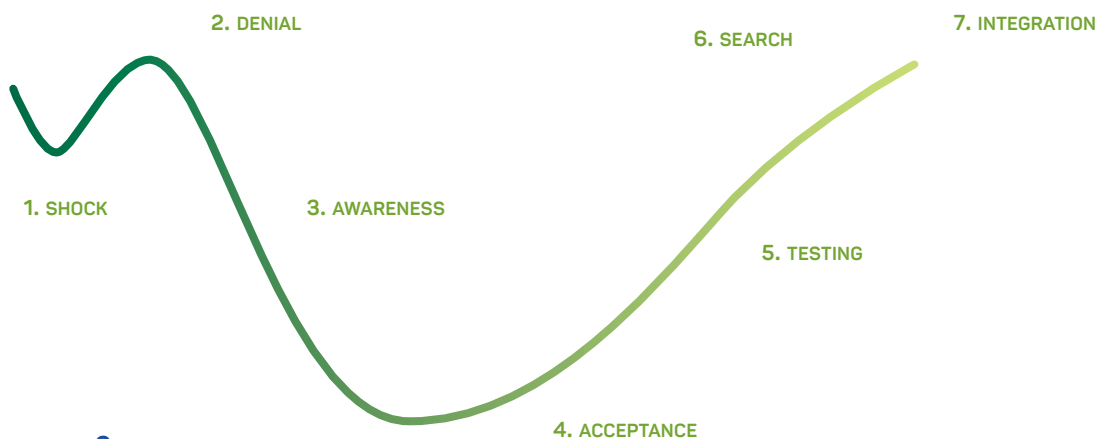 1. SHOCK
2. DENIAL
3. AWARENESS
4. ACCEPTANCE
5. TESTING
6. SEARCH
7. INTEGRATION